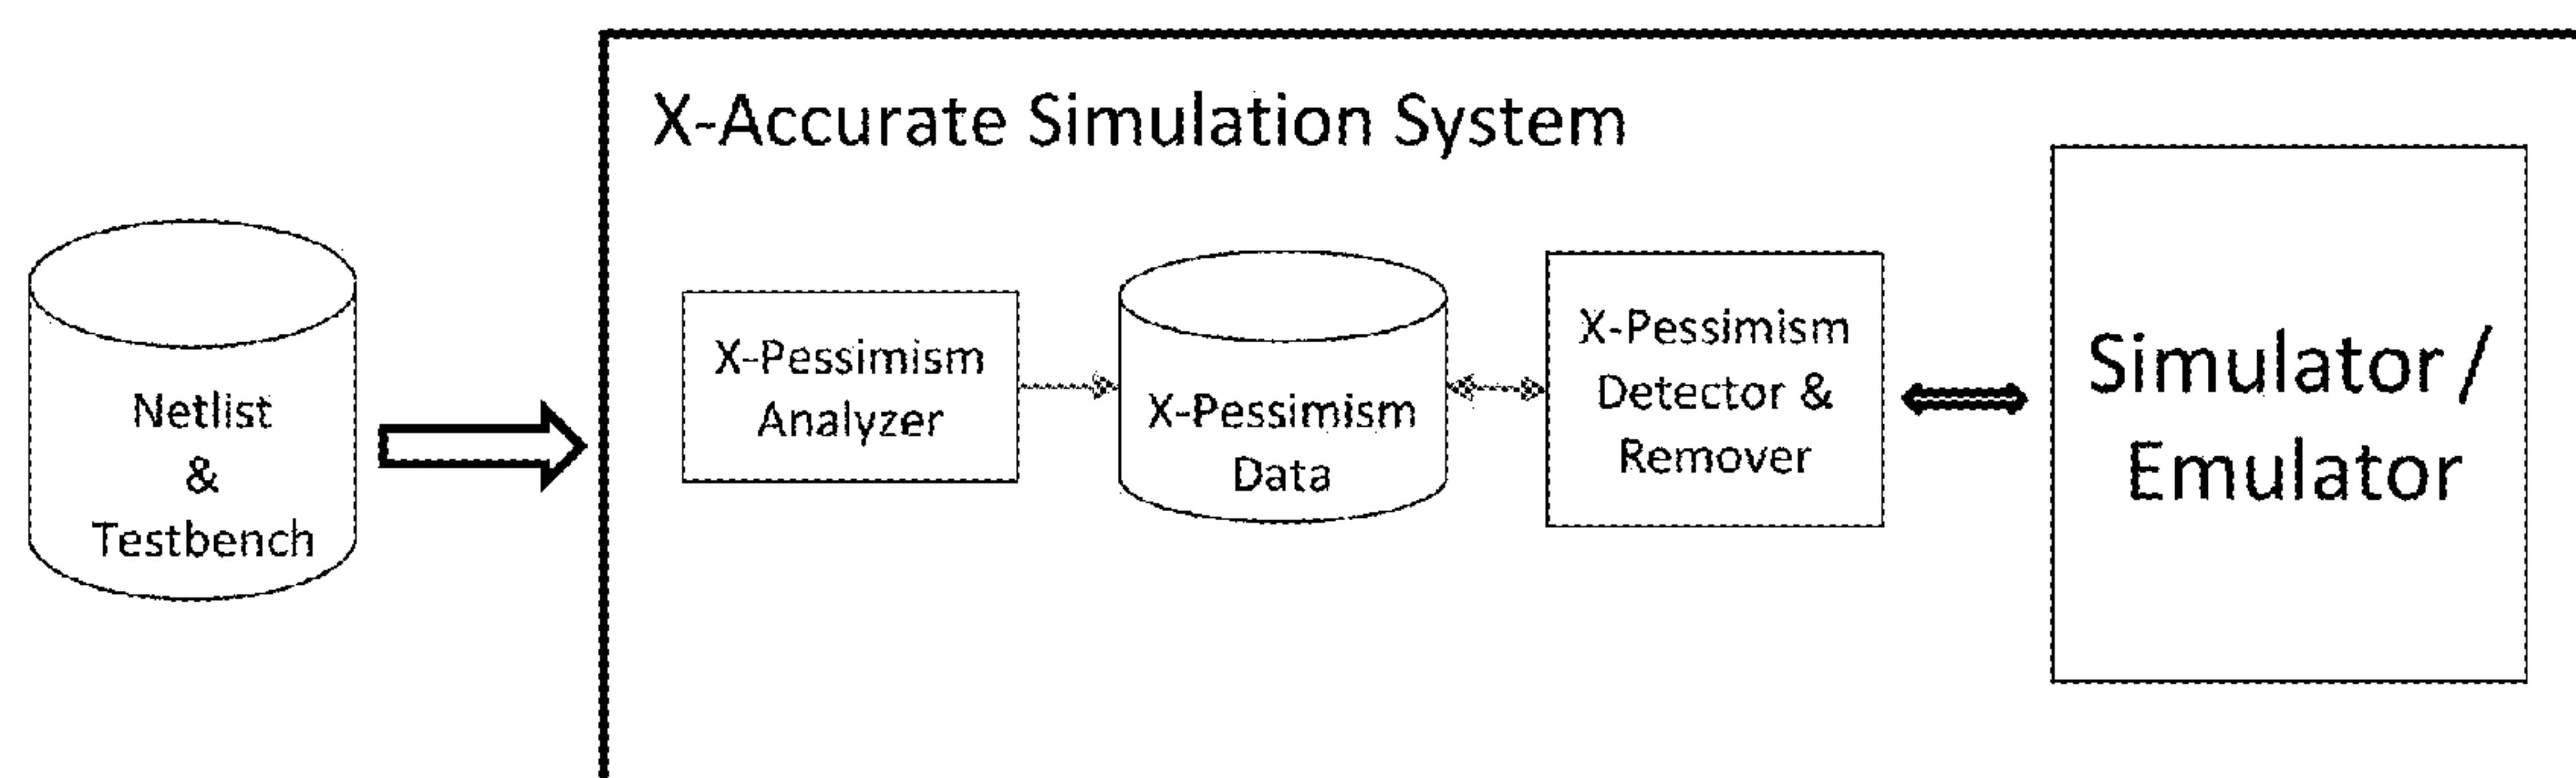 X-Accurate Simulation System
Netlist
&
Testbench
X-Pessimism
Analyzer
X-Pessimism
Data
X-Pessimism
Detector &
Remover
Simulator /
Emulator